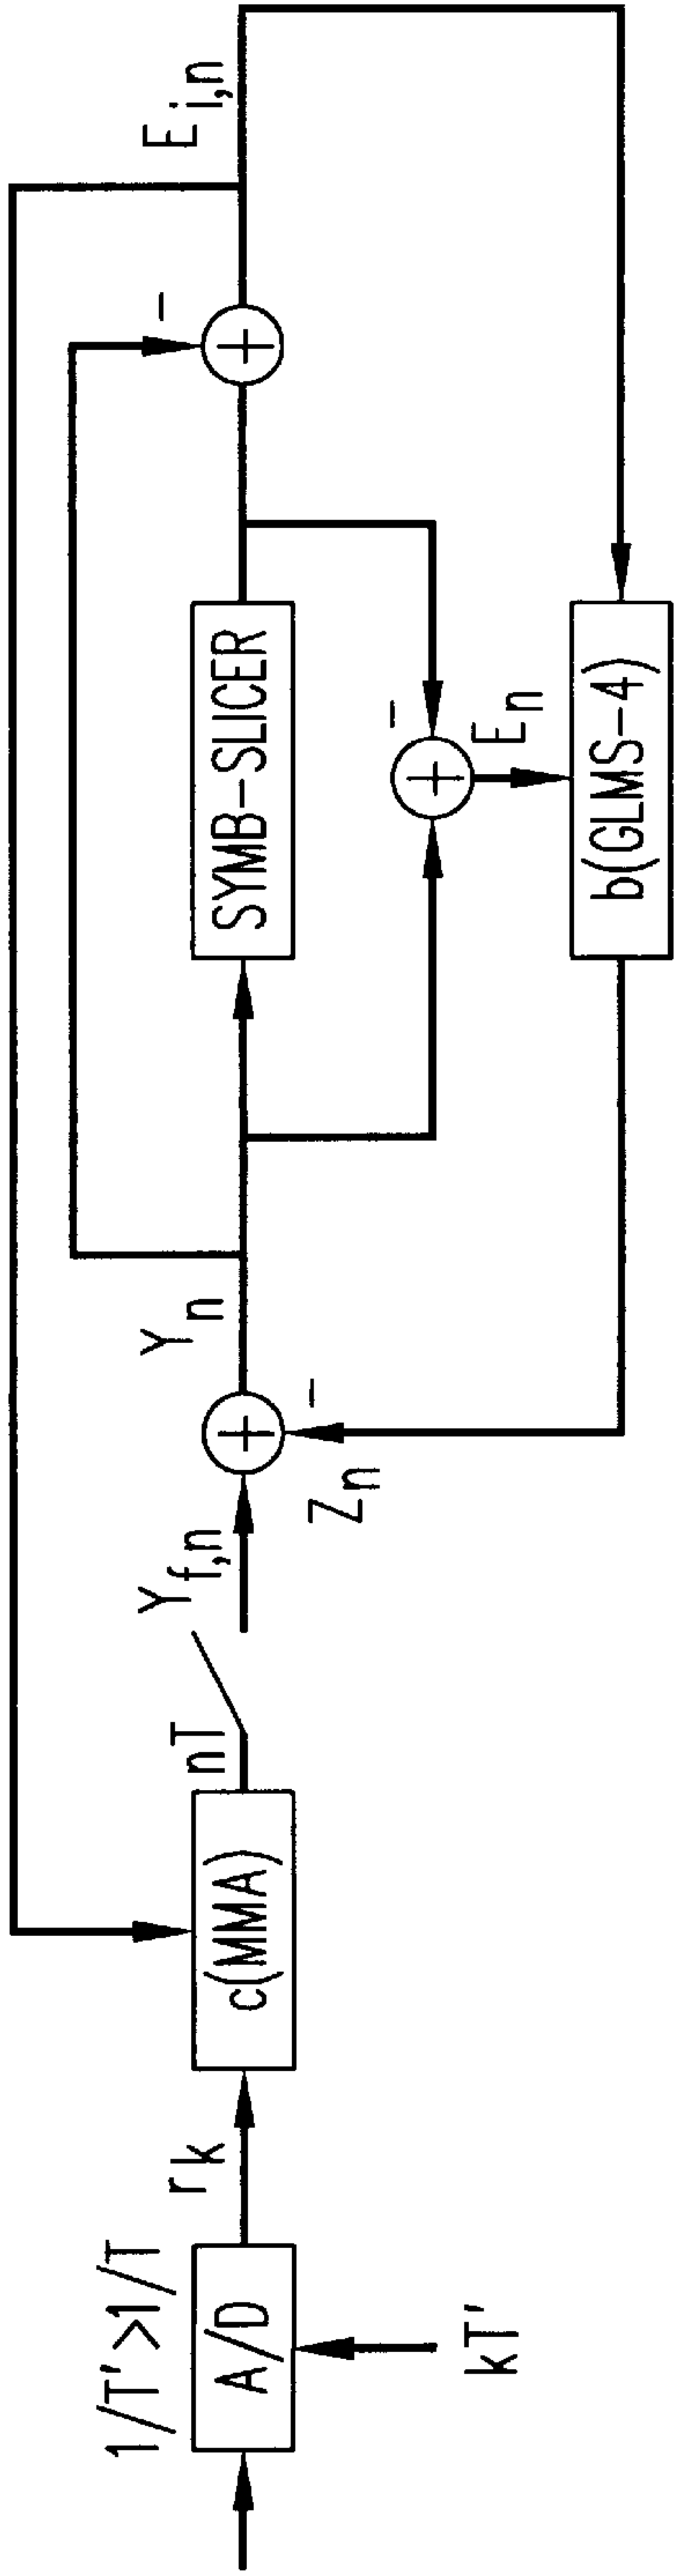 1/T'>1/T
A/D
kT'
r_k
c(MMA)
nT
Y_f,n
+
-
Z_n
Y_n
SYMB-SLICER
-
+
E_n
b(GLMS-4)
-
+
E_i,n